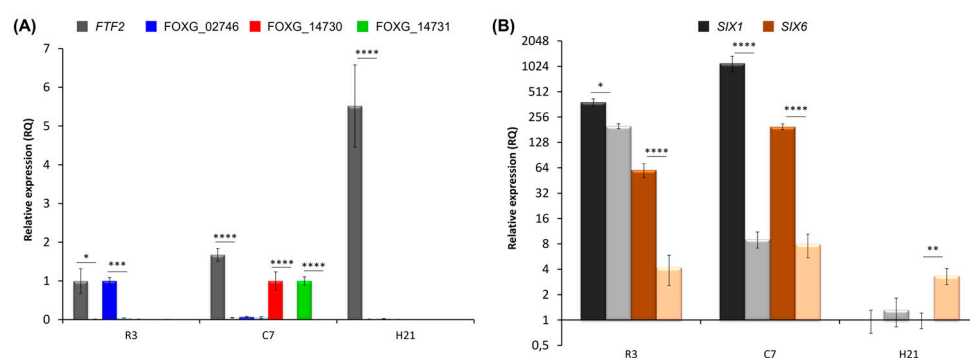 (A)
FTF2 FOXG_02746 FOXG_14730 FOXG_14731
Relative expression (RQ)
7
6
5
4
3
2
1
0
* *** **** **** **** ****
R3 C7 H21
(B)
SIX1 SIX6
Relative expression (RQ)
2048
1024
512
256
128
64
32
16
8
4
2
1
0,5
* **** **** **** **
R3 C7 H21